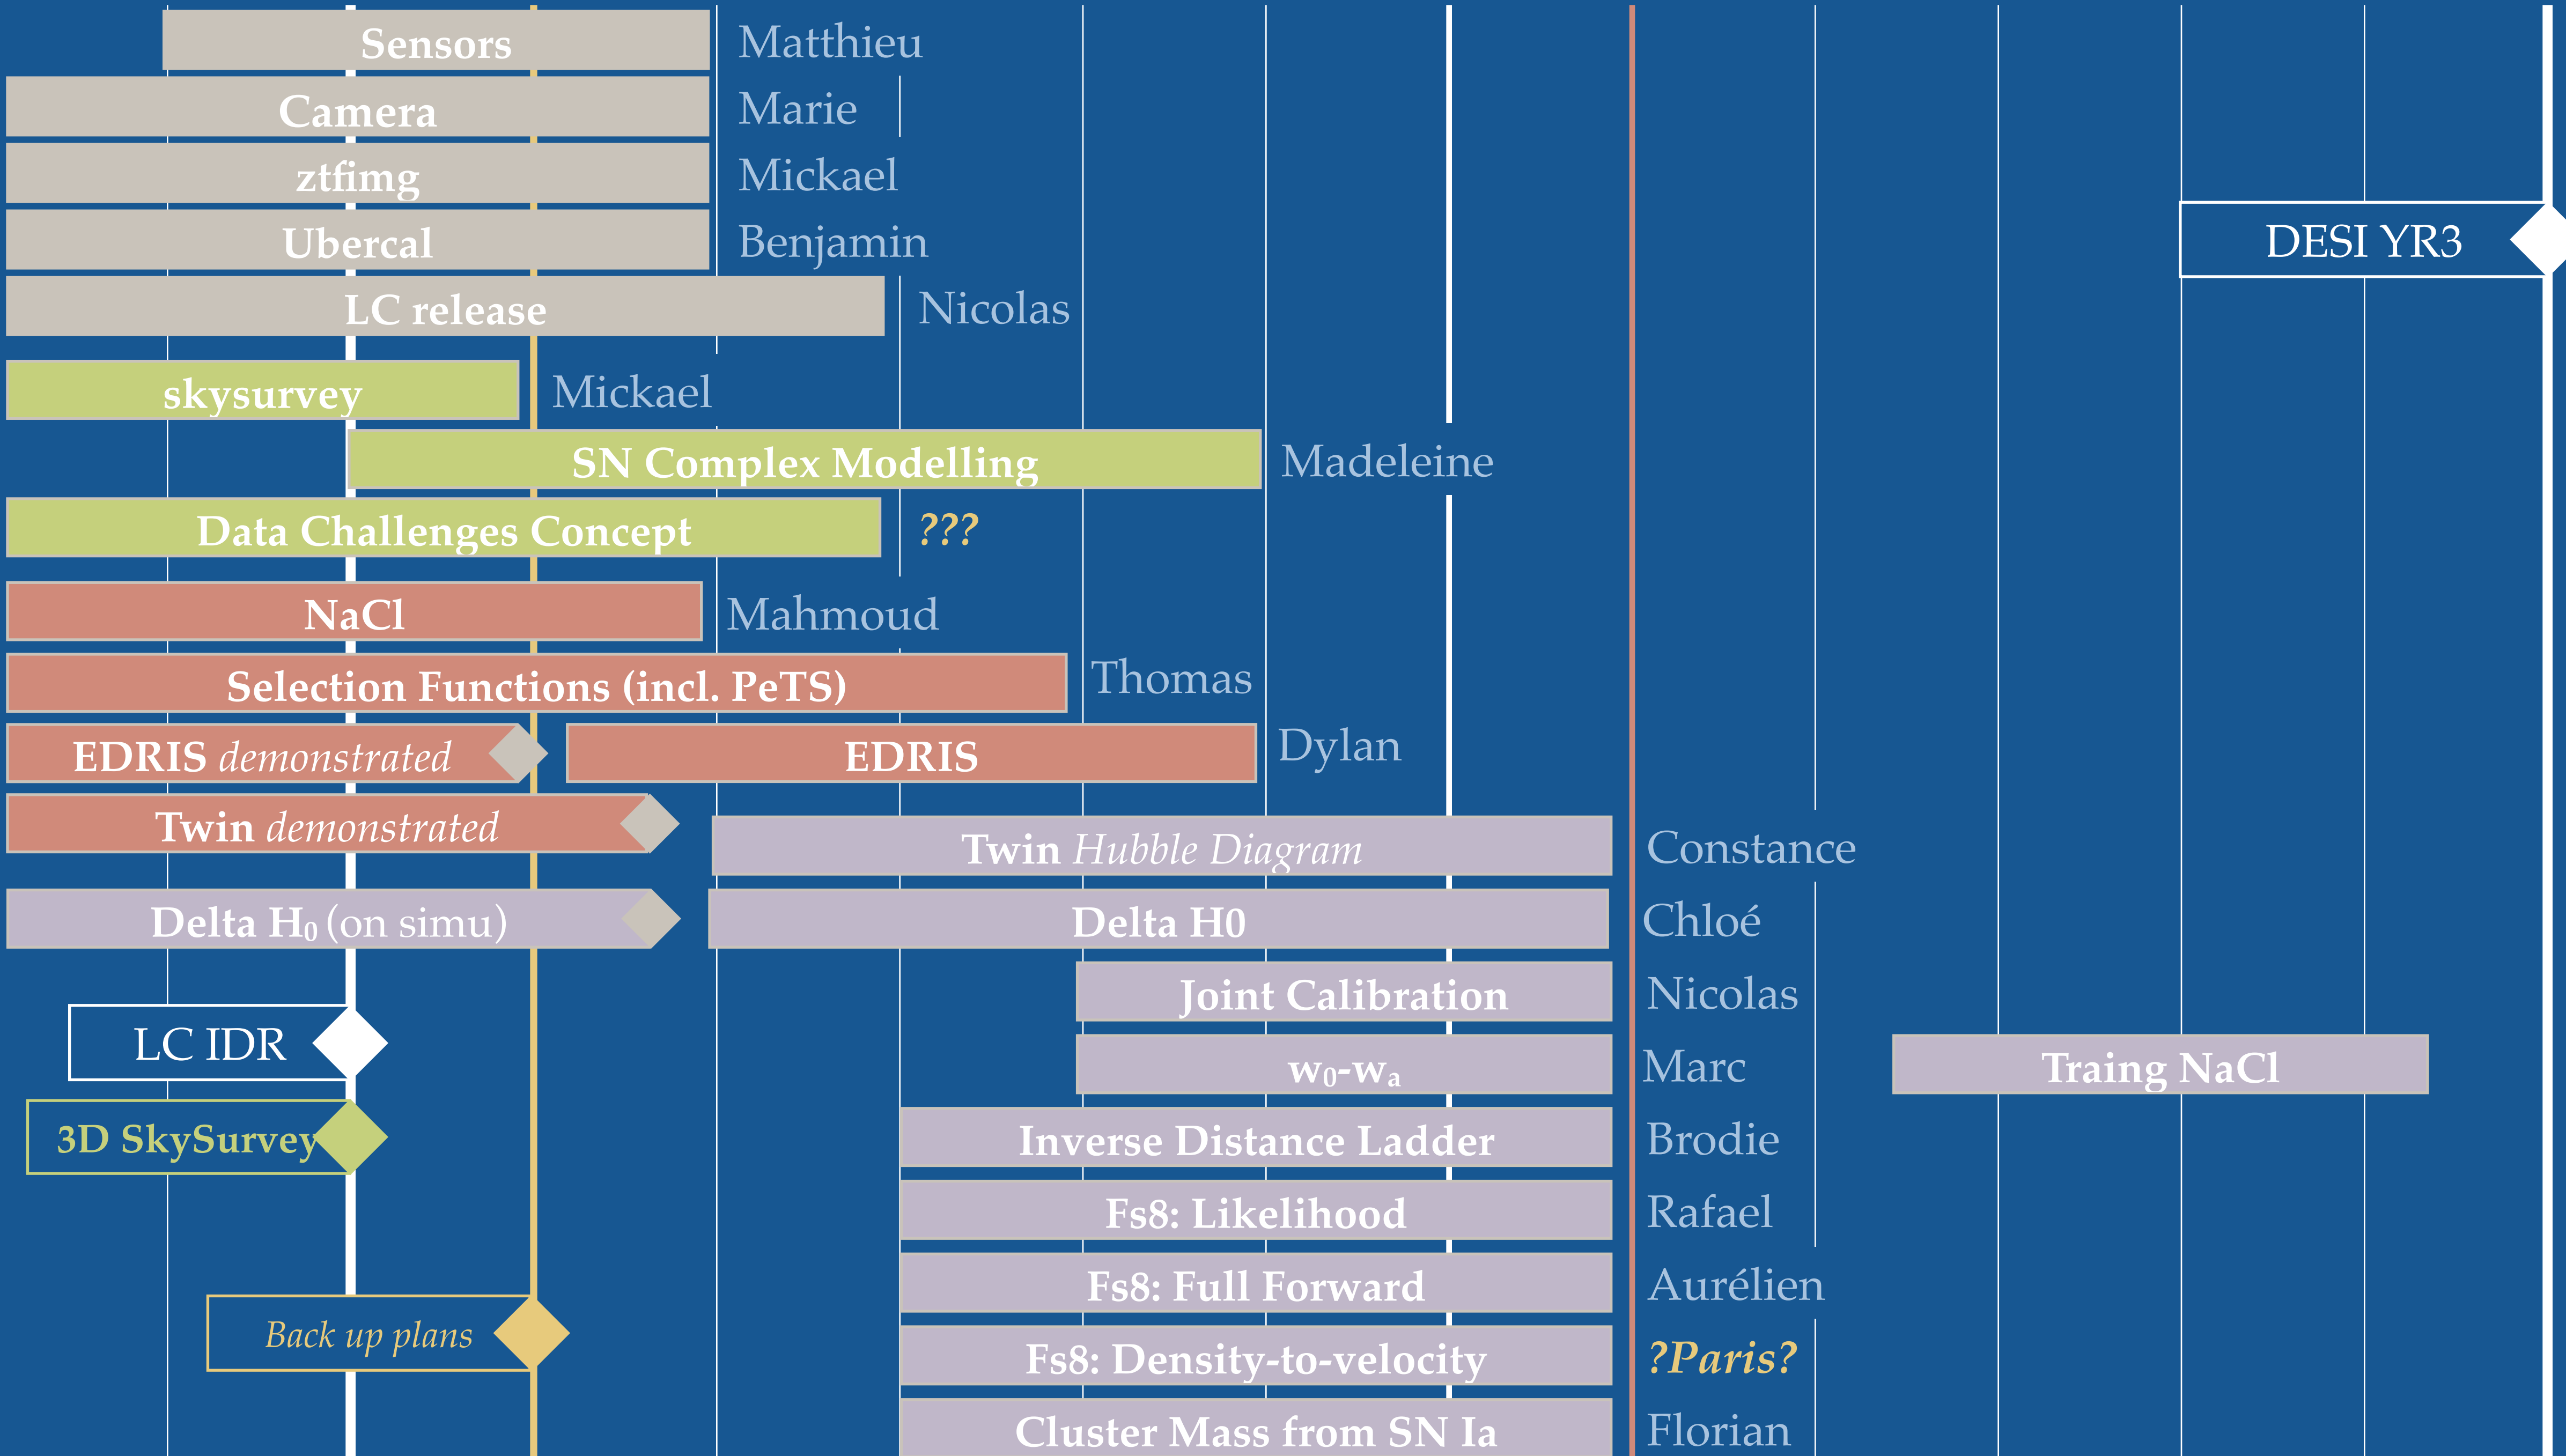 Sensors Matthieu
Camera Marie
ztfimg Mickael
Ubercal Benjamin
DESI YR3
LC release Nicolas
skysurvey Mickael
SN Complex Modelling Madeleine
Data Challenges Concept ???
NaCl Mahmoud
Selection Functions (incl. PeTS) Thomas
EDRIS demonstrated EDRIS Dylan
Twin demonstrated Twin Hubble Diagram Constance
Delta H₀ (on simu) Delta H0 Chloé
Joint Calibration Nicolas
LC IDR
w₀-wₐ Marc Traing NaCl
3D SkySurvey Inverse Distance Ladder Brodie
Fs8: Likelihood Rafael
Fs8: Full Forward Aurélien
Back up plans
Fs8: Density-to-velocity ?Paris?
Cluster Mass from SN Ia Florian